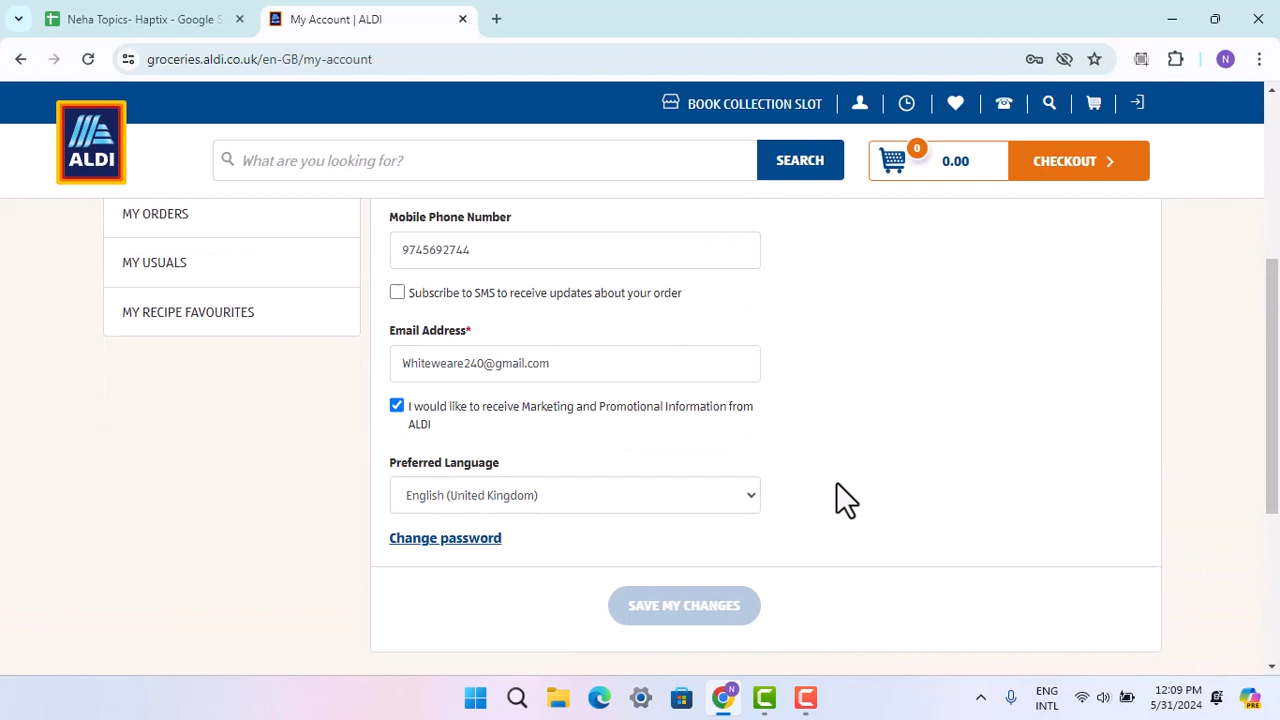 Neha Topics- Haptix - Google S
My Account | ALDI
groceries.aldi.co.uk/en-GB/my-account
N
BOOK COLLECTION SLOT
ALDI
What are you looking for?
SEARCH
0
0.00
CHECKOUT
MY ORDERS
MY USUALS
MY RECIPE FAVOURITES
Mobile Phone Number
9745692744
Subscribe to SMS to receive updates about your order
Email Address*
Whiteweare240@gmail.com
I would like to receive Marketing and Promotional Information from
ALDI
Preferred Language
English (United Kingdom)
Change password
SAVE MY CHANGES
N
ENG
INTL
12:09 PM
5/31/2024
PRE